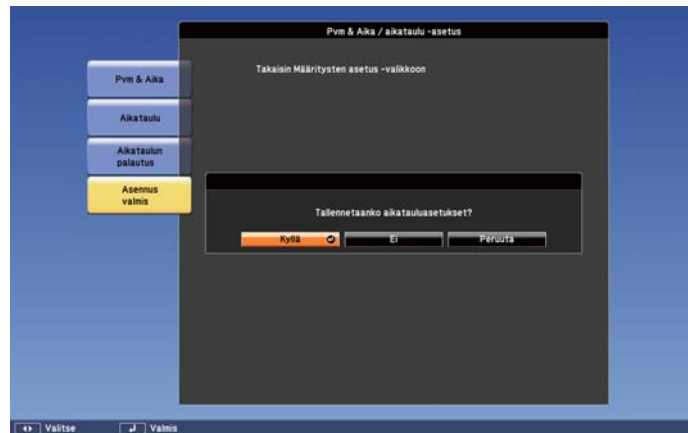 Pvm & Aika / aikataulu -asetus
Takaisin Määritysten asetus -valikkoon
Pvm & Aika
Aikataulu
Aikataulun
palautus
Asennus
valmis
Tallennetaanko aikatauluasetukset?
Kyllä
Ei
Peruuta
Valitse
Valmis